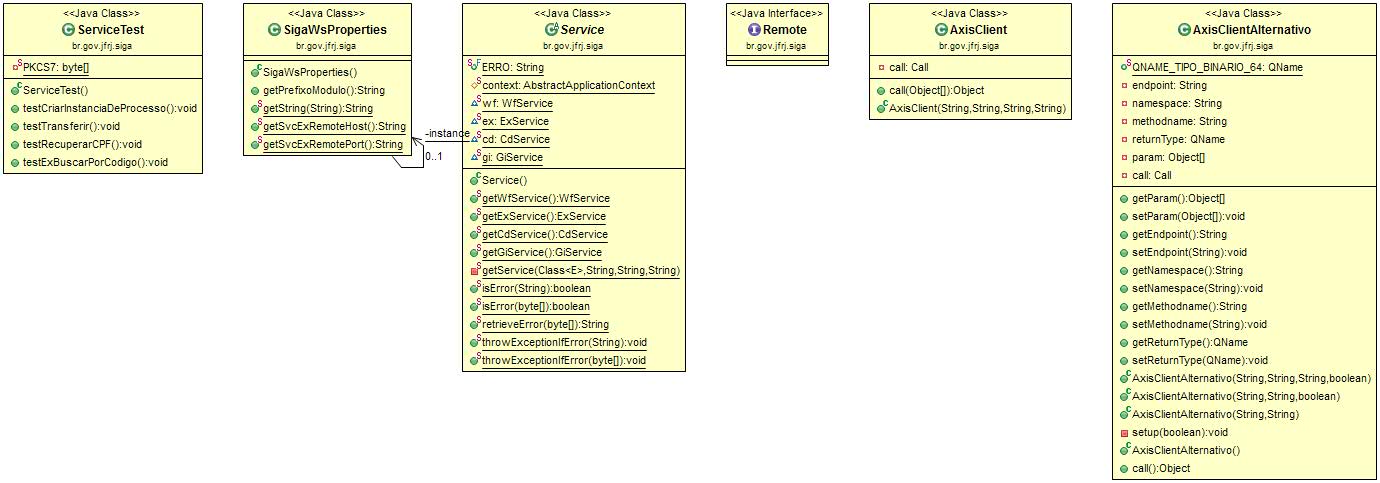 <<Java Class>>
ServiceTest
br.gov.jfrj.siga
PKCS7: byte[]
ServiceTest()
testCriarInstanciaDeProcesso():void
testTransferir():void
testRecuperarCPF():void
testExBuscarPorCodigo():void
<<Java Class>>
SigaWsProperties
br.gov.jfrj.siga
SigaWsProperties()
getPrefixoModulo():String
getString(String):String
getSvcExRemoteHost():String
getSvcExRemotePort():String
-instance
0..1
<<Java Class>>
Service
br.gov.jfrj.siga
ERRO: String
context: AbstractApplicationContext
wf: WfService
ex: ExService
cd: CdService
gi: GiService
Service()
getWfService():WfService
getExService():ExService
getCdService():CdService
getGiService():GiService
getService(Class<E>,String,String,String)
isError(String):boolean
isError(byte[]):boolean
retrieveError(byte[]):String
throwExceptionIfError(String):void
throwExceptionIfError(byte[]):void
<<Java Interface>>
Remote
br.gov.jfrj.siga
<<Java Class>>
AxisClient
br.gov.jfrj.siga
call: Call
call(Object[]):Object
AxisClient(String,String,String,String)
<<Java Class>>
AxisClientAlternativo
br.gov.jfrj.siga
QNAME_TIPO_BINARIO_64: QName
endpoint: String
namespace: String
methodname: String
returnType: QName
param: Object[]
call: Call
getParam():Object[]
setParam(Object[]):void
getEndpoint():String
setEndpoint(String):void
getNamespace():String
setNamespace(String):void
getMethodname():String
setMethodname(String):void
getReturnType():QName
setReturnType(QName):void
AxisClientAlternativo(String,String,String,boolean)
AxisClientAlternativo(String,String,boolean)
AxisClientAlternativo(String,String)
setup(boolean):void
AxisClientAlternativo()
call():Object